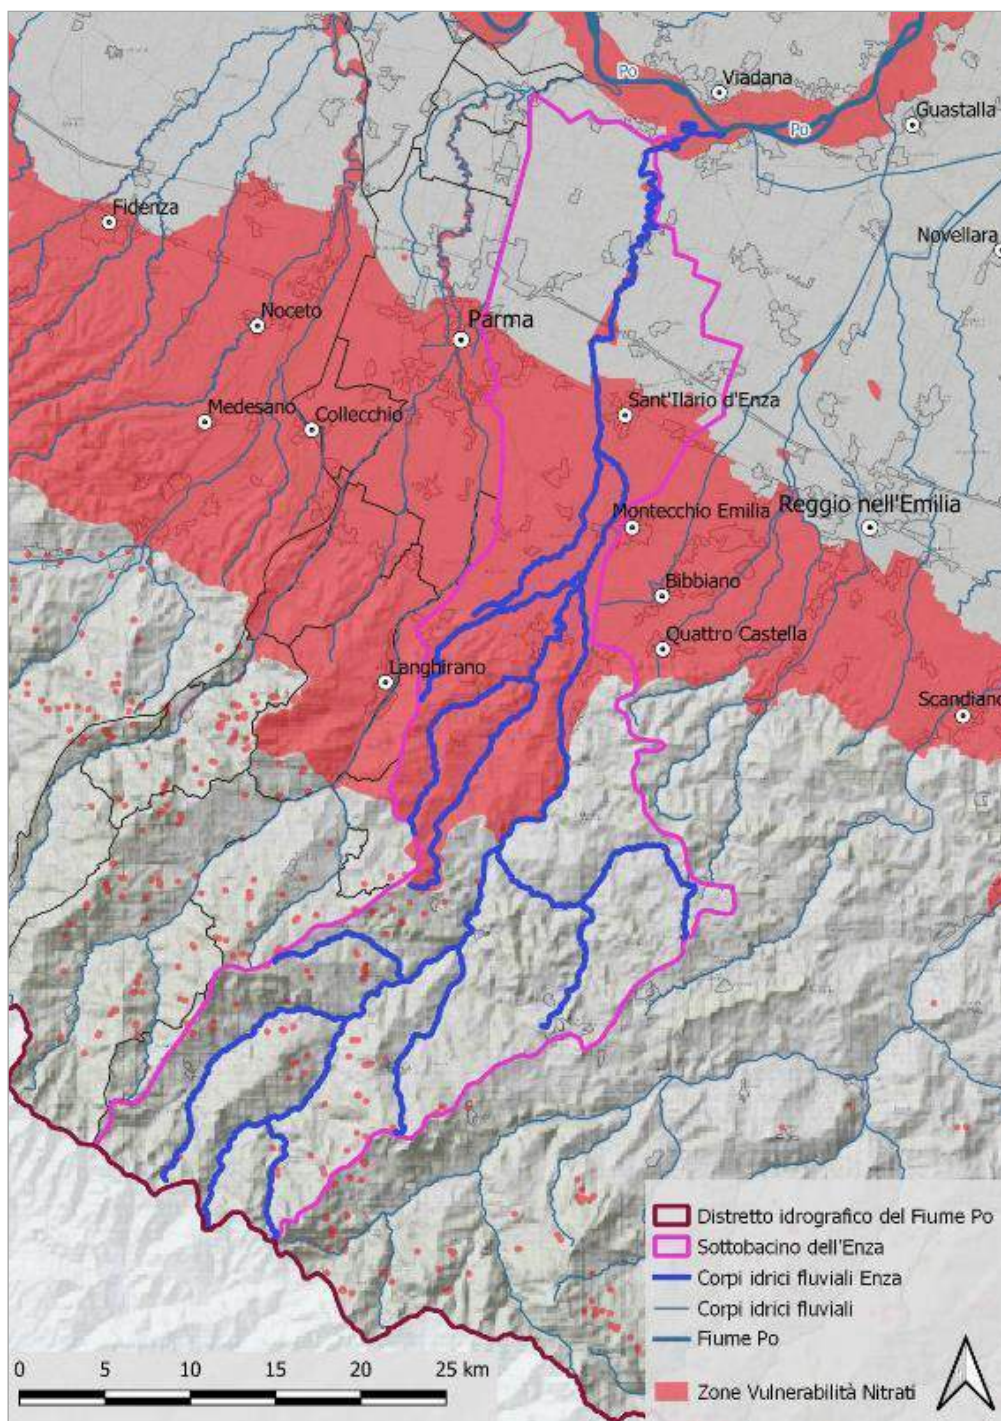 Po
Viadana
Po
Guastalla
Fidenza
Novellara
Noceto
Parma
Medesano
Collecchio
Sant'Ilario d'Enza
Montecchio Emilia
Reggio nell'Emilia
Bibbiano
Quattro Castella
Langhirano
Scandiano
Distretto idrografico del Fiume Po
Sottobacino dell'Enza
Corpi idrici fluviali Enza
Corpi idrici fluviali
Fiume Po
Zone Vulnerabilità Nitrati
0 5 10 15 20 25 km